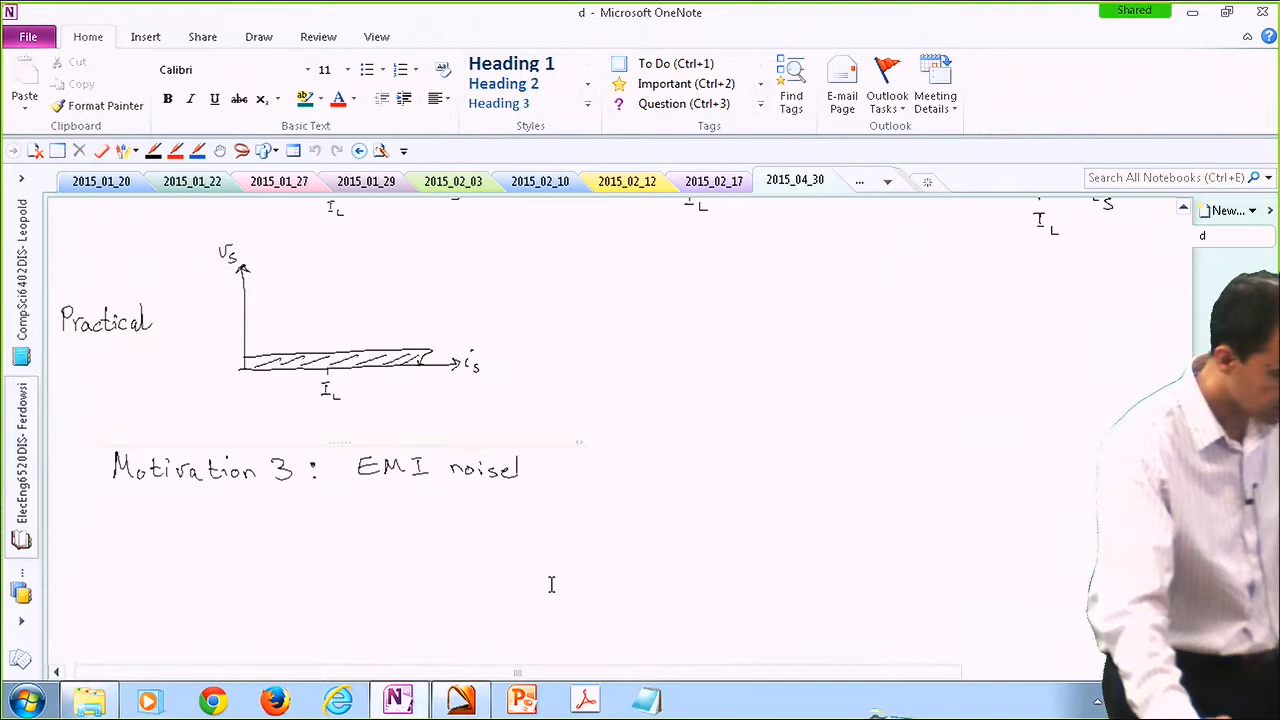 d - Microsoft OneNote
Shared
File Home Insert Share Draw Review View
Paste
Cut
Copy
Format Painter
Clipboard
Calibri 11
B I U abc x₂ ab A
Basic Text
Heading 1
Heading 2
Heading 3
Styles
To Do (Ctrl+1)
Important (Ctrl+2)
Question (Ctrl+3)
Find Tags
Tags
E-mail Page
Outlook Tasks
Meeting Details
Outlook
2015_01_20 2015_01_22 2015_01_27 2015_01_29 2015_02_03 2015_02_10 2015_02_12 2015_02_17 2015_04_30 ...
Search All Notebooks (Ctrl+E)
New...
d
CompSci6402DIS- Leopold
ElecEng6520DIS- Ferdowsi
I_L
I_L
I_L
v_s
Practical
i_s
I_L
Motivation 3 : EMI noise